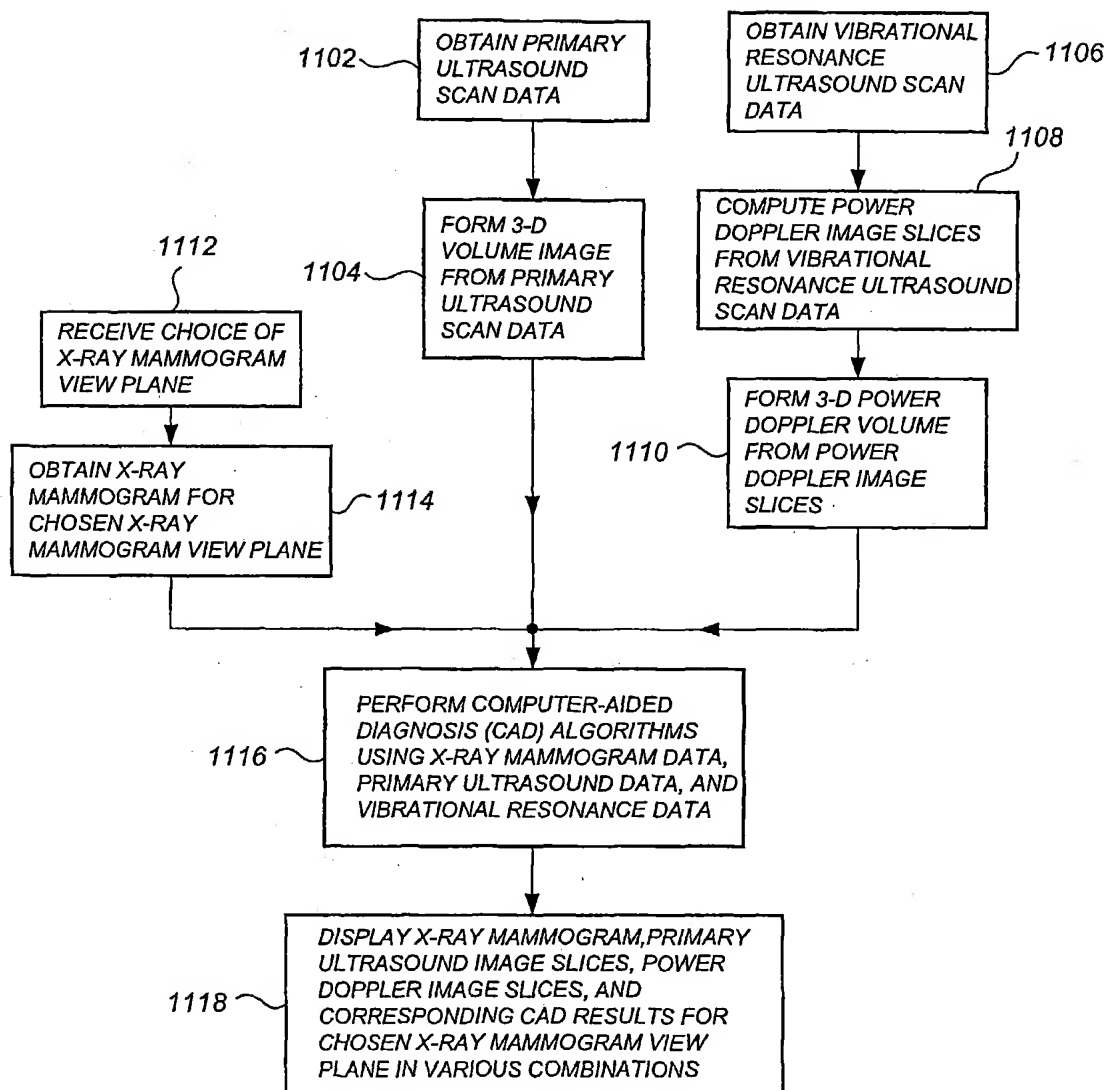 1102
OBTAIN PRIMARY
ULTRASOUND
SCAN DATA
OBTAIN VIBRATIONAL
RESONANCE
ULTRASOUND SCAN
DATA
1106
1108
1104
FORM 3-D
VOLUME IMAGE
FROM PRIMARY
ULTRASOUND
SCAN DATA
COMPUTE POWER
DOPPLER IMAGE SLICES
FROM VIBRATIONAL
RESONANCE ULTRASOUND
SCAN DATA
1112
RECEIVE CHOICE OF
X-RAY MAMMOGRAM
VIEW PLANE
1110
FORM 3-D POWER
DOPPLER VOLUME
FROM POWER
DOPPLER IMAGE
SLICES
OBTAIN X-RAY
MAMMOGRAM FOR
CHOSEN X-RAY
MAMMOGRAM VIEW PLANE
1114
1116
PERFORM COMPUTER-AIDED
DIAGNOSIS (CAD) ALGORITHMS
USING X-RAY MAMMOGRAM DATA,
PRIMARY ULTRASOUND DATA, AND
VIBRATIONAL RESONANCE DATA
1118
DISPLAY X-RAY MAMMOGRAM,PRIMARY
ULTRASOUND IMAGE SLICES, POWER
DOPPLER IMAGE SLICES, AND
CORRESPONDING CAD RESULTS FOR
CHOSEN X-RAY MAMMOGRAM VIEW
PLANE IN VARIOUS COMBINATIONS